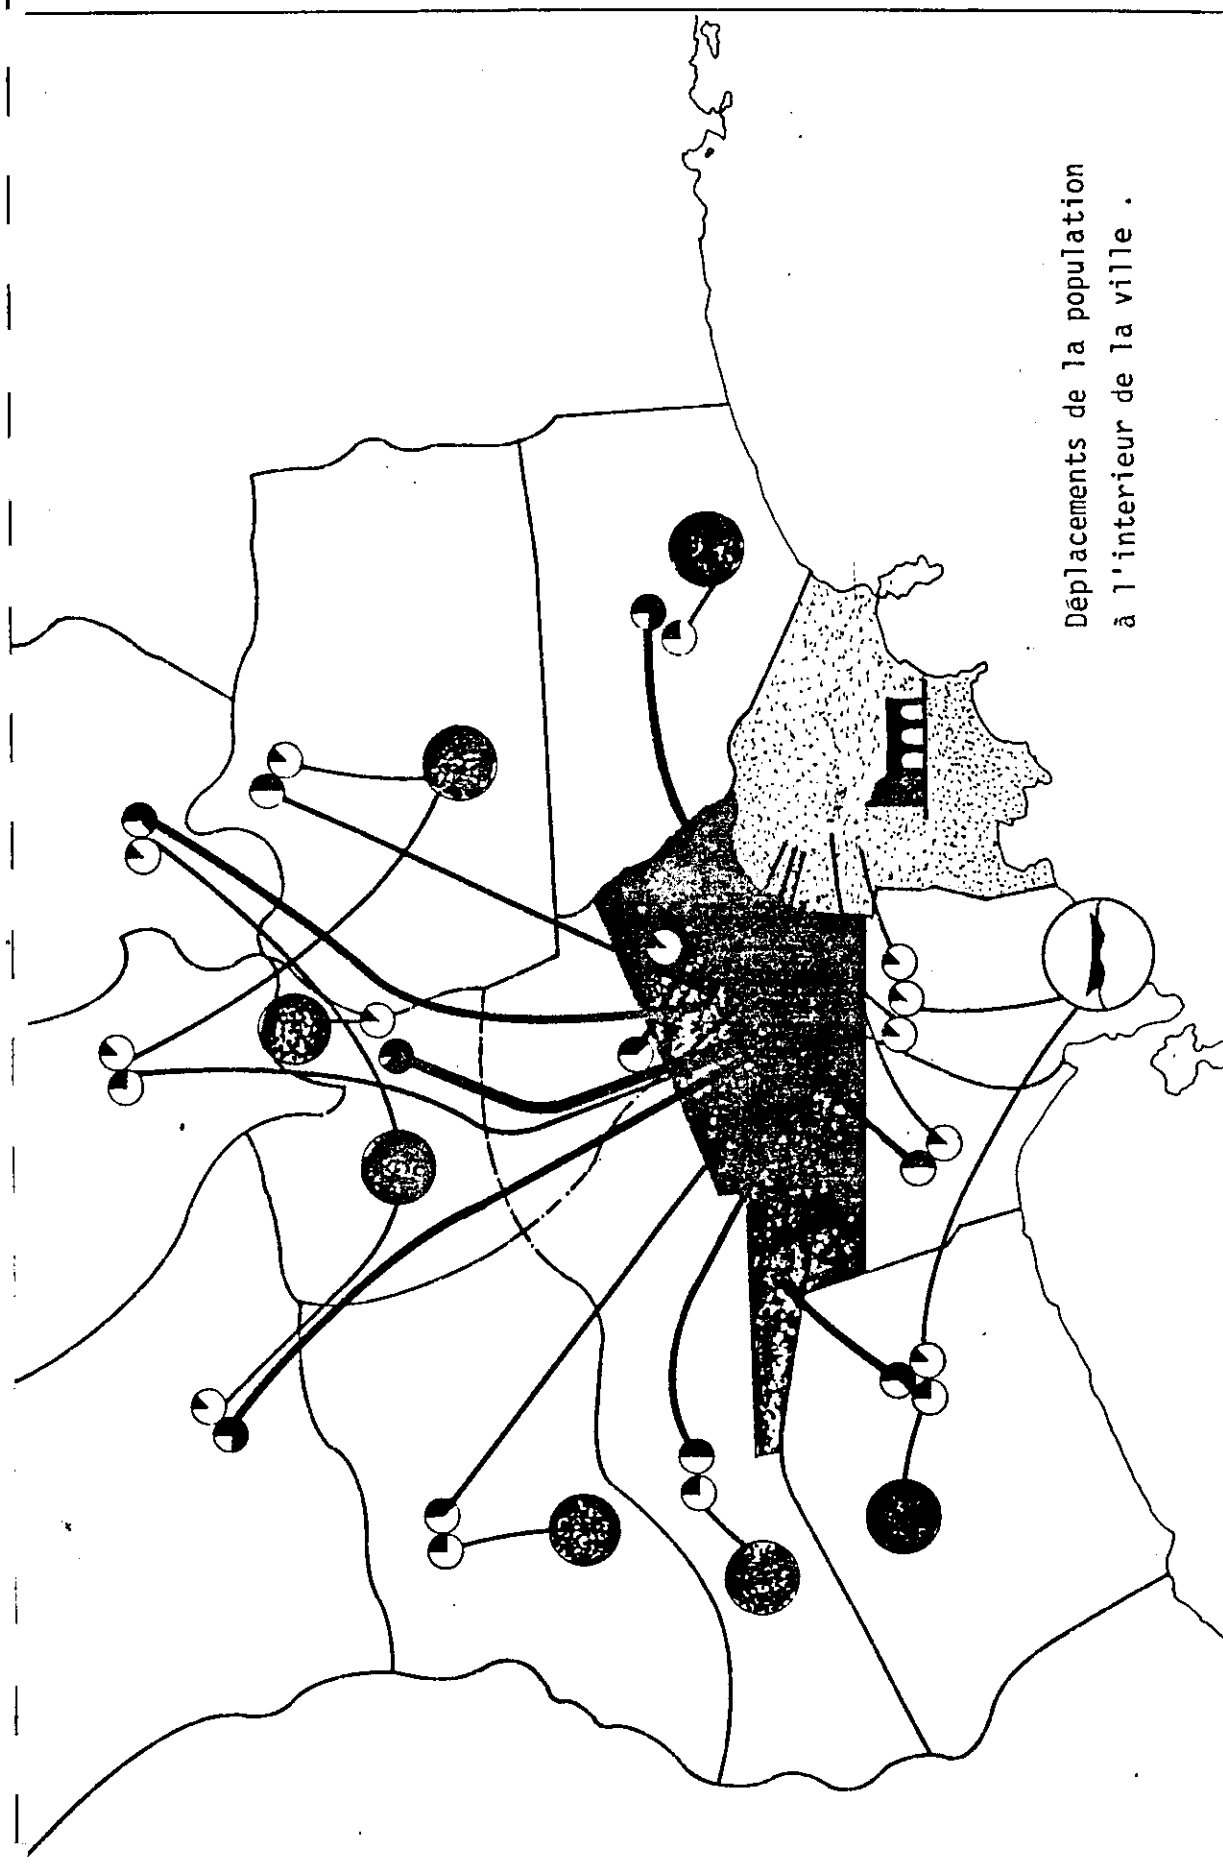 Déplacements de la population
à l'interieur de la ville .